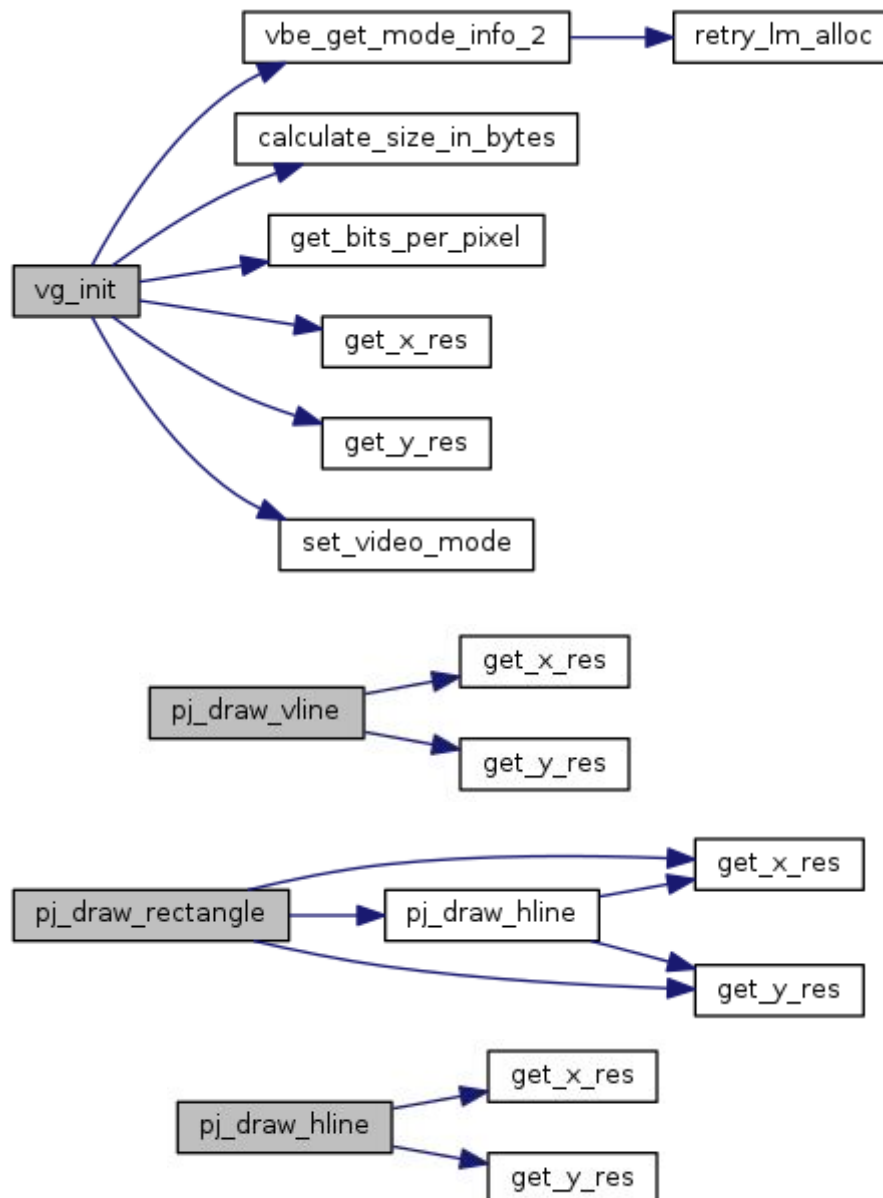 vbe_get_mode_info_2
retry_lm_alloc
calculate_size_in_bytes
get_bits_per_pixel
vg_init
get_x_res
get_y_res
set_video_mode
get_x_res
pj_draw_vline
get_y_res
get_x_res
pj_draw_rectangle
pj_draw_hline
get_y_res
get_x_res
pj_draw_hline
get_y_res